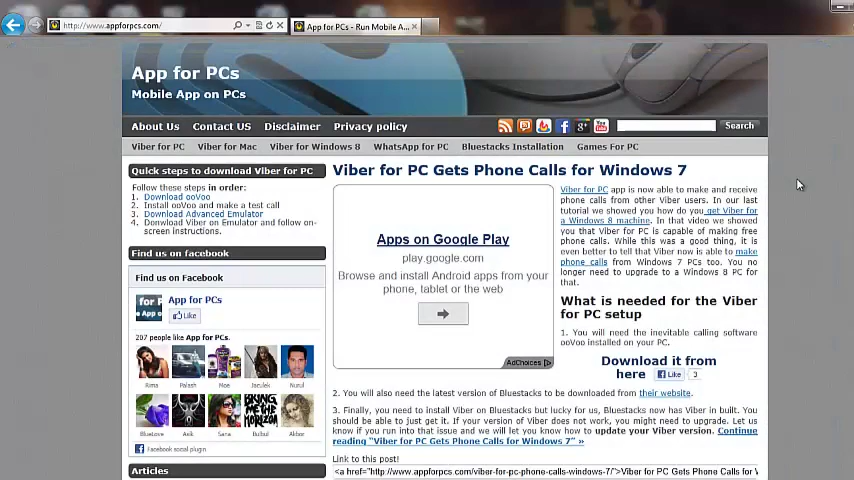 http://www.appforpcs.com/
App for PCs - Run Mobile A...
App for PCs
Mobile App on PCs
About Us Contact US Disclaimer Privacy policy
Search
Viber for PC Viber for Mac Viber for Windows 8 WhatsApp for PC Bluestacks Installation Games For PC
Quick steps to download Viber for PC
Follow these steps in order:
1. Download ooVoo
2. Install ooVoo and make a test call
3. Download Advanced Emulator
4. Donwload Viber on Emulator and follow on-
screen instructions.
Find us on facebook
Find us on Facebook
App for PCs
Like
207 people like App for PCs.
Rima Palash Moe Jaculek Nurul
BlueLove Asik Sana Bulbul Akbor
Facebook social plugin
Articles
Viber for PC Gets Phone Calls for Windows 7
Apps on Google Play
play.google.com
Browse and install Android apps from your
phone, tablet or the web
AdChoices
Viber for PC app is now able to make and receive
phone calls from other Viber users. In our last
tutorial we showed you how do you get Viber for
a Windows 8 machine. In that video we showed
you that Viber for PC is capable of making free
phone calls. While this was a good thing, it is
even better to tell that Viber now is able to make
phone calls from Windows 7 PCs too. You no
longer need to upgrade to a Windows 8 PC for
that.
What is needed for the Viber
for PC setup
1. You will need the inevitable calling software
ooVoo installed on your PC.
Download it from
here Like 3
2. You will also need the latest version of Bluestacks to be downloaded from their website.
3. Finally, you need to install Viber on Bluestacks but lucky for us, Bluestacks now has Viber in built. You
should be able to just get it. If your version of Viber does not work, you might need to upgrade. Let us
know if you run into that issue and we will let you know how to update your Viber version. Continue
reading "Viber for PC Gets Phone Calls for Windows 7" »
Link to this post!
<a href="http://www.appforpcs.com/viber-for-pc-phone-calls-windows-7/">Viber for PC Gets Phone Calls for W